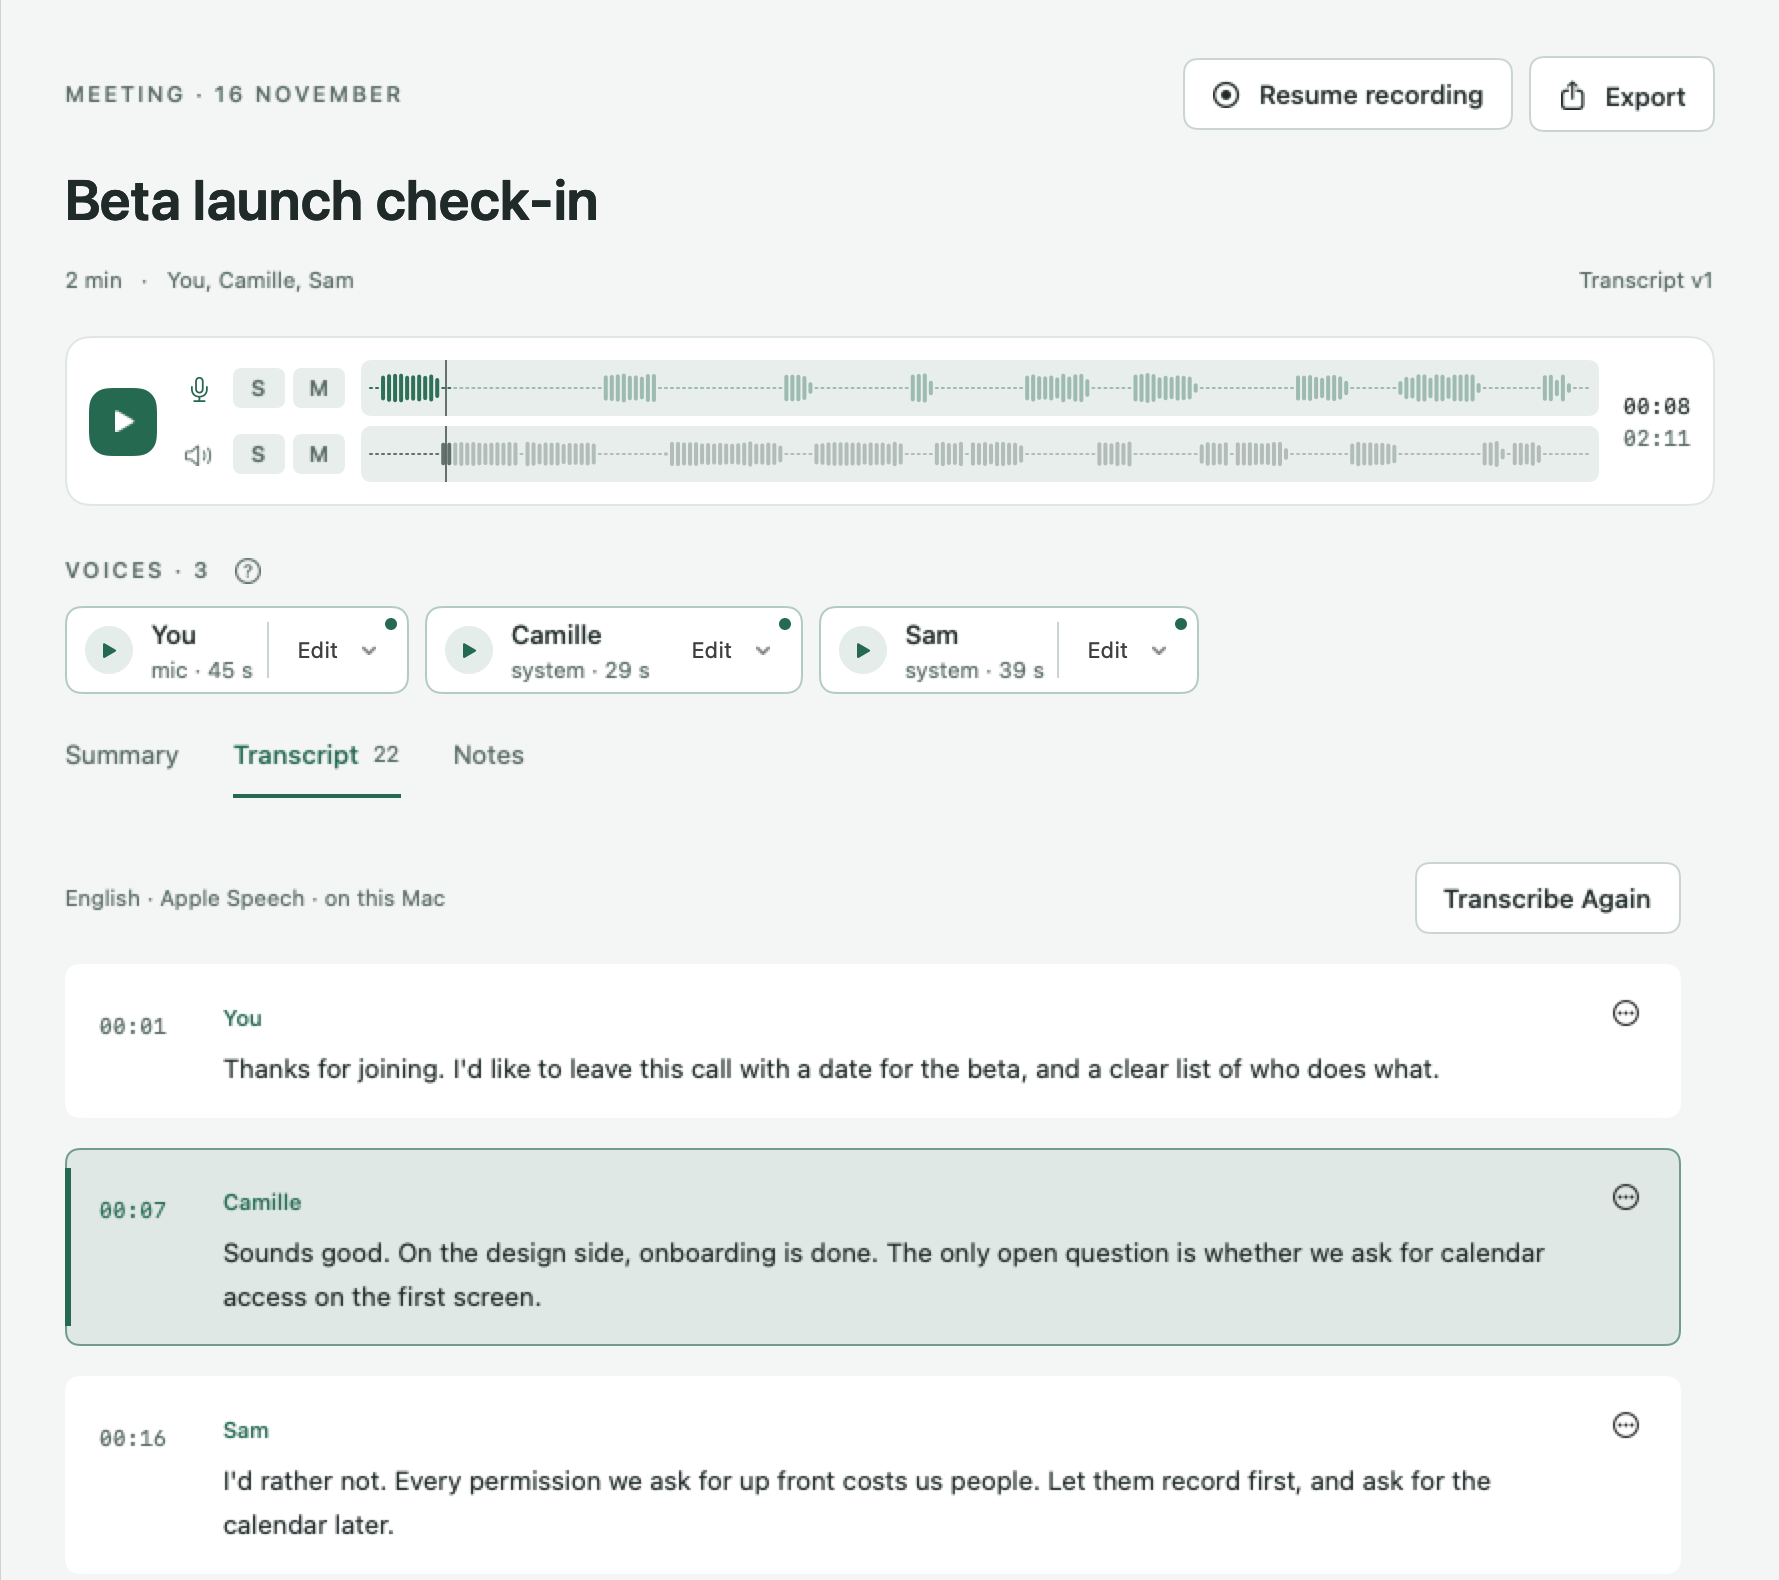 MEETING · 16 NOVEMBER
Resume recording
Export
Beta launch check-in
2 min · You, Camille, Sam
Transcript v1
S M
00:08
02:11
S M
VOICES · 3 ?
You
mic · 45 s
Edit
Camille
system · 29 s
Edit
Sam
system · 39 s
Edit
Summary
Transcript 22
Notes
English · Apple Speech · on this Mac
Transcribe Again
00:01
You
Thanks for joining. I'd like to leave this call with a date for the beta, and a clear list of who does what.
00:07
Camille
Sounds good. On the design side, onboarding is done. The only open question is whether we ask for calendar
access on the first screen.
00:16
Sam
I'd rather not. Every permission we ask for up front costs us people. Let them record first, and ask for the
calendar later.